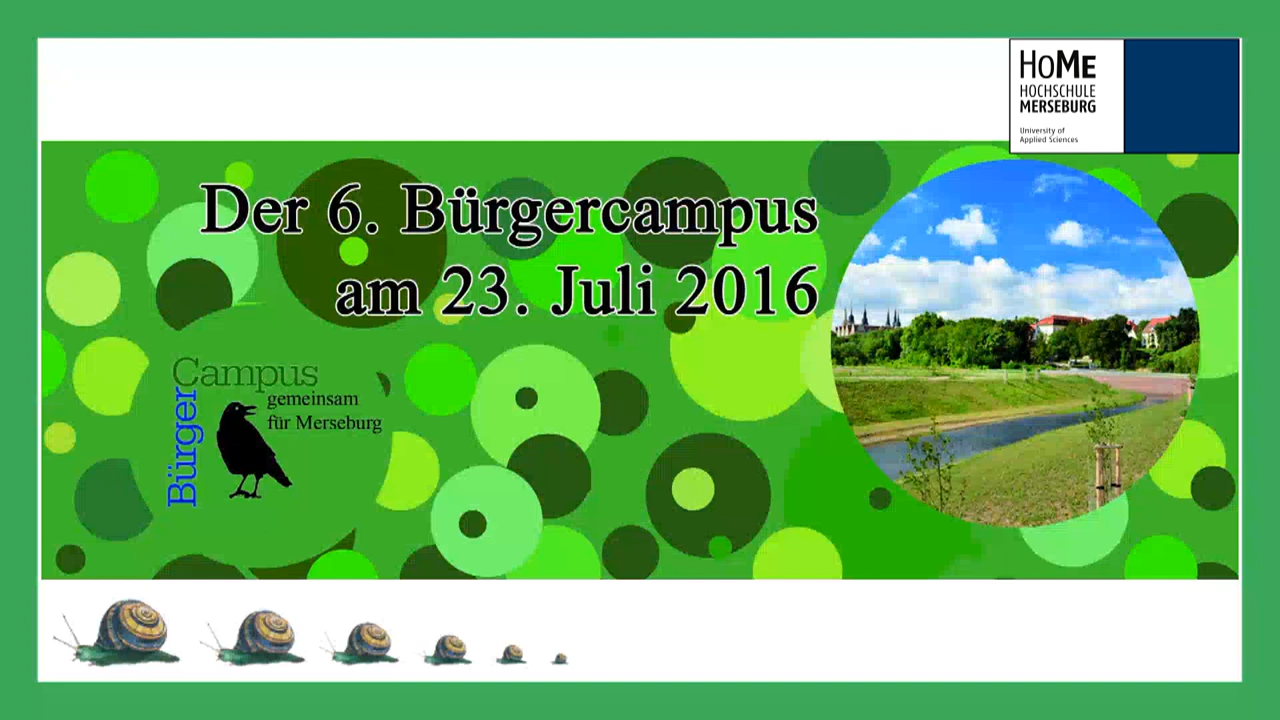 HoMe
HOCHSCHULE
MERSEBURG
University of
Applied Sciences
Der 6. Bürgercampus
am 23. Juli 2016
Campus
Bürger
gemeinsam
für Merseburg